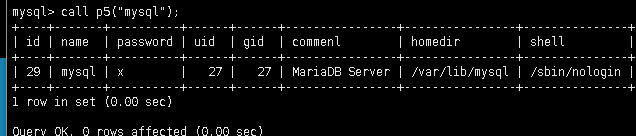 mysql> call p5("mysql");
+----+-------+----------+------+------+----------------+----------------+---------------+
| id | name | password | uid | gid | commenl | homedir | shell |
+----+-------+----------+------+------+----------------+----------------+---------------+
| 29 | mysql | x | 27 | 27 | MariaDB Server | /var/lib/mysql | /sbin/nologin |
+----+-------+----------+------+------+----------------+----------------+---------------+
1 row in set (0.00 sec)
Query OK, 0 rows affected (0.00 sec)